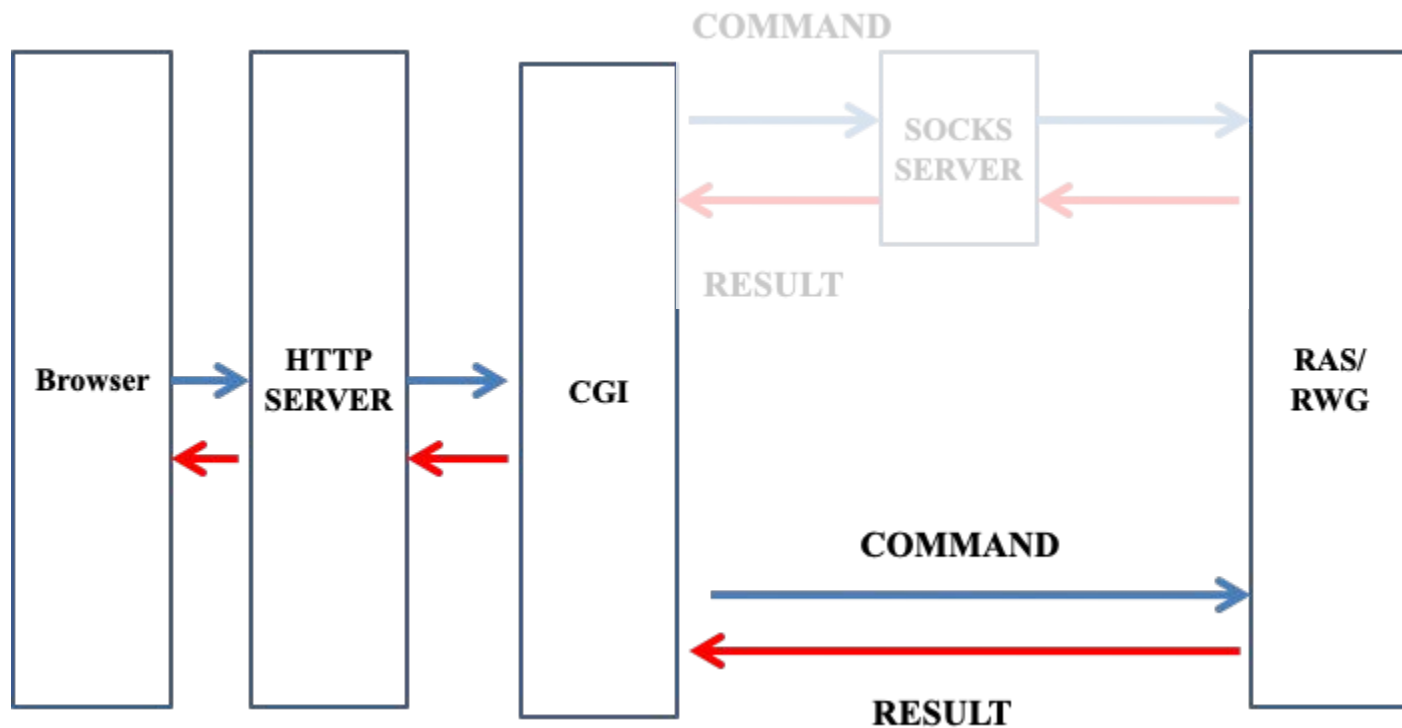 COMMAND
SOCKS
SERVER
RESULT
Browser
HTTP
SERVER
CGI
RAS/
RWG
COMMAND
RESULT